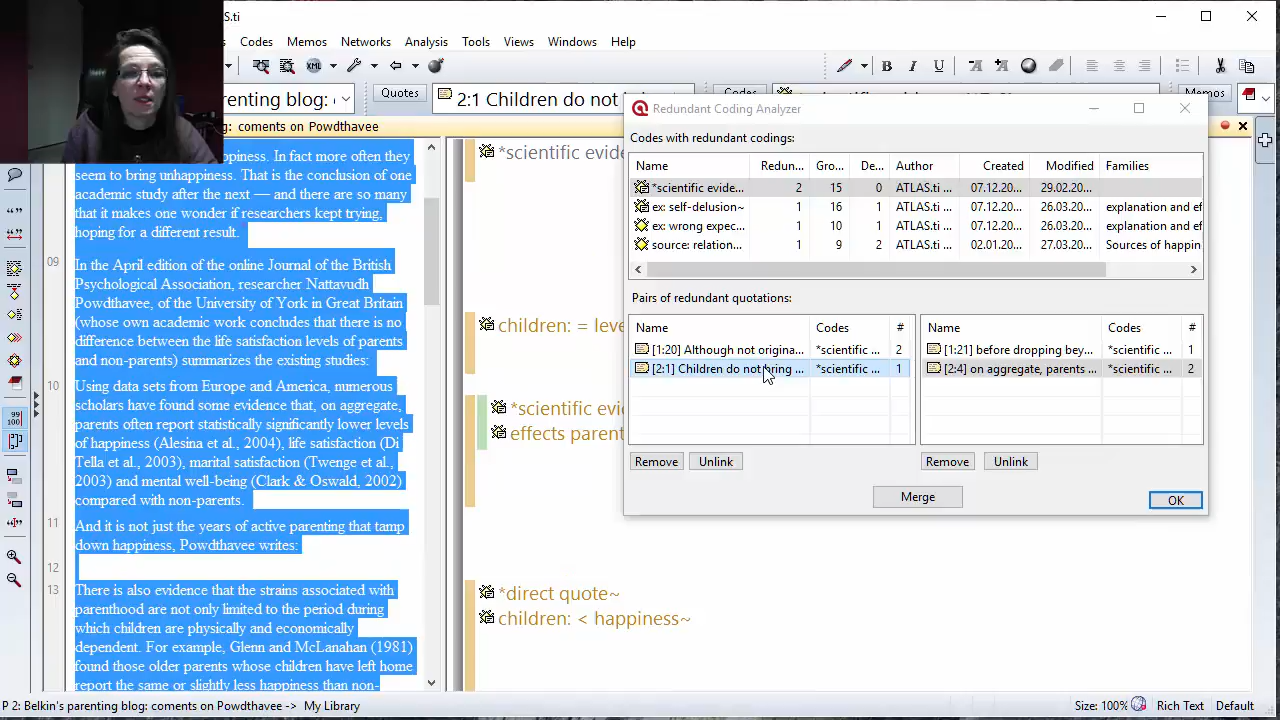 S.ti
Codes Memos Networks Analysis Tools Views Windows Help
XML B I U
parenting blog: Quotes 2:1 Children do not Codes Memos
Redundant Coding Analyzer
g: coments on Powdthavee
Codes with redundant codings:
Name Redun... Gro... De... Author Created Modified Families
*scientific evide... 2 15 0 ATLAS.ti ... 07.12.20... 29.02.20...
ex: self-delusion~ 1 16 1 ATLAS.ti ... 07.12.20... 26.03.20... explanation and ef
ex: wrong expec... 1 10 1 ATLAS.ti ... 07.12.20... 26.03.20... explanation and ef
source: relation... 1 9 2 ATLAS.ti ... 02.01.20... 27.03.20... Sources of happin
Pairs of redundant quotations:
Name Codes #
[1:20] Although not origina... *scientific ... 2
[2:1] Children do not bring ... *scientific ... 1
Name Codes #
[1:21] before dropping bey... *scientific ... 1
[2:4] on aggregate, parents ... *scientific ... 2
Remove Unlink
Remove Unlink
Merge
OK
ppiness. In fact more often they
seem to bring unhappiness. That is the conclusion of one
academic study after the next — and there are so many
that it makes one wonder if researchers kept trying,
hoping for a different result.
09 In the April edition of the online Journal of the British
Psychological Association, researcher Nattavudh
Powdthavee, of the University of York in Great Britain
(whose own academic work concludes that there is no
difference between the life satisfaction levels of parents
and non-parents) summarizes the existing studies:
10 Using data sets from Europe and America, numerous
scholars have found some evidence that, on aggregate,
parents often report statistically significantly lower levels
of happiness (Alesina et al., 2004), life satisfaction (Di
Tella et al., 2003), marital satisfaction (Twenge et al.,
2003) and mental well-being (Clark & Oswald, 2002)
compared with non-parents.
11 And it is not just the years of active parenting that tamp
down happiness, Powdthavee writes:
12
13 There is also evidence that the strains associated with
parenthood are not only limited to the period during
which children are physically and economically
dependent. For example, Glenn and McLanahan (1981)
found those older parents whose children have left home
report the same or slightly less happiness than non-
*scientific evide
children: = leve
*scientific evid
effects parent
*direct quote~
children: < happiness~
P 2: Belkin's parenting blog: coments on Powdthavee -> My Library
Size: 100% Rich Text Default